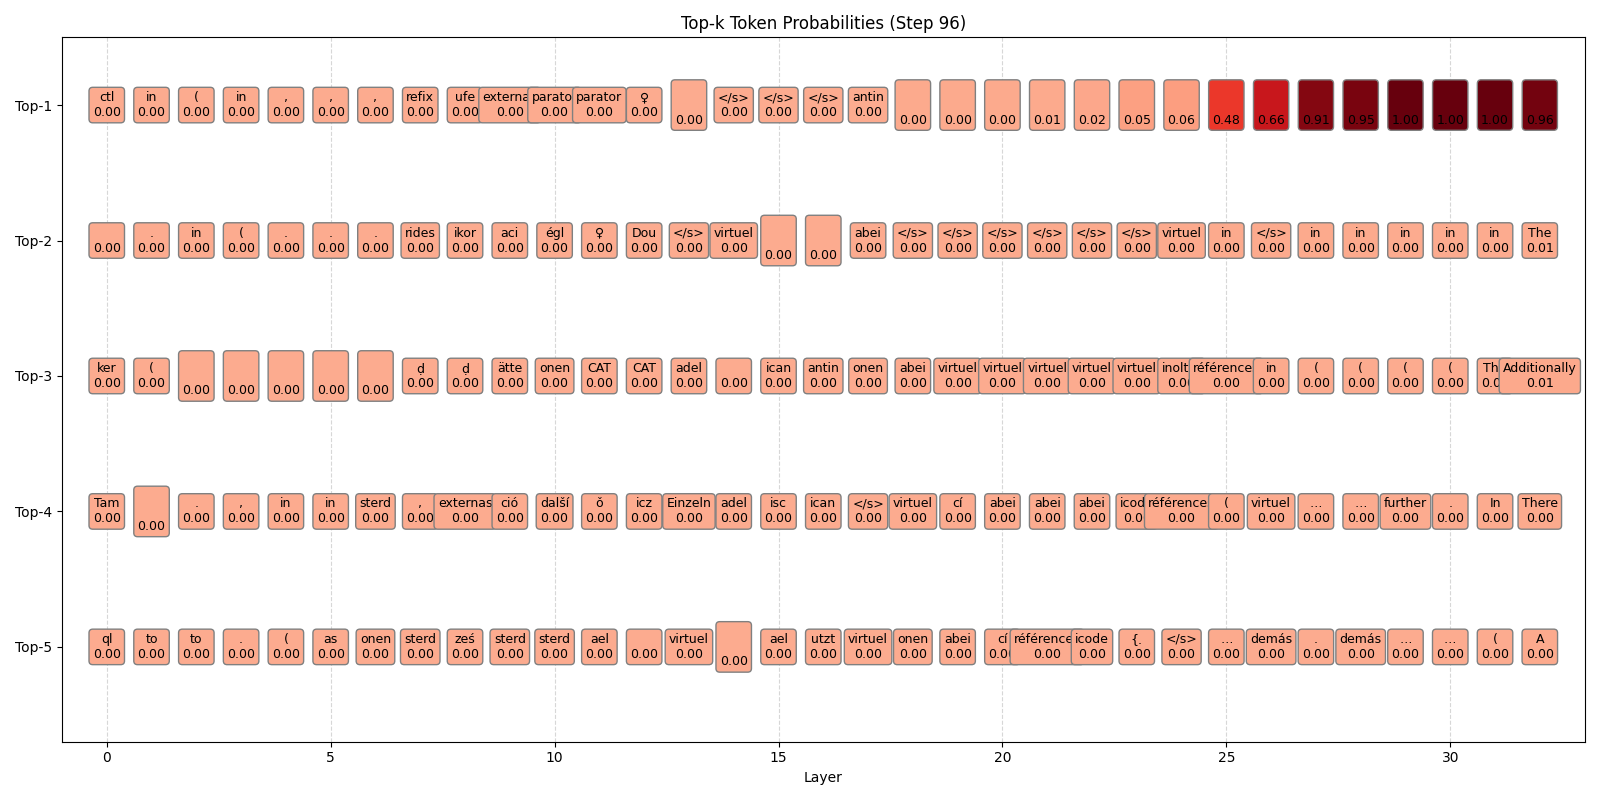 Top-k Token Probabilities (Step 96)
Top-1
ctl in ( in , , , refix ufe externa parato parator ♀ </s> </s> </s> antin
0.00 0.00 0.00 0.00 0.00 0.00 0.00 0.00 0.00 0.00 0.00 0.00 0.00 0.00 0.00 0.00 0.00 0.00 0.00 0.00 0.00 0.01 0.02 0.05 0.06 0.48 0.66 0.91 0.95 1.00 1.00 1.00 0.96
Top-2
. in ( . . . rides ikor aci égl ♀ Dou </s> virtuel abei </s> </s> </s> </s> </s> </s> virtuel in </s> in in in in in The
0.00 0.00 0.00 0.00 0.00 0.00 0.00 0.00 0.00 0.00 0.00 0.00 0.00 0.00 0.00 0.00 0.00 0.00 0.00 0.00 0.00 0.00 0.00 0.00 0.00 0.00 0.00 0.00 0.00 0.00 0.00 0.00 0.01
Top-3
ker ( ḍ ḍ ätte onen CAT CAT adel ican antin onen abei virtuel virtuel virtuel virtuel virtuel inolt référence in ( ( ( ( Th Additionally
0.00 0.00 0.00 0.00 0.00 0.00 0.00 0.00 0.00 0.00 0.00 0.00 0.00 0.00 0.00 0.00 0.00 0.00 0.00 0.00 0.00 0.00 0.00 0.00 0.00 0.00 0.00 0.00 0.00 0.00 0.00 0.00 0.01
Top-4
Tam . , in in sterd , externas ció další ǒ icz Einzeln adel isc ican </s> virtuel cí abei abei abei icod référence ( virtuel ... ... further . In There
0.00 0.00 0.00 0.00 0.00 0.00 0.00 0.00 0.00 0.00 0.00 0.00 0.00 0.00 0.00 0.00 0.00 0.00 0.00 0.00 0.00 0.00 0.00 0.00 0.00 0.00 0.00 0.00 0.00 0.00 0.00 0.00 0.00
Top-5
ql to to . ( as onen sterd ześ sterd sterd ael virtuel ael utzt virtuel onen abei cí référence icode {. </s> ... demás . demás ... ... ( A
0.00 0.00 0.00 0.00 0.00 0.00 0.00 0.00 0.00 0.00 0.00 0.00 0.00 0.00 0.00 0.00 0.00 0.00 0.00 0.00 0.00 0.00 0.00 0.00 0.00 0.00 0.00 0.00 0.00 0.00 0.00 0.00 0.00
0 5 10 15 20 25 30
Layer